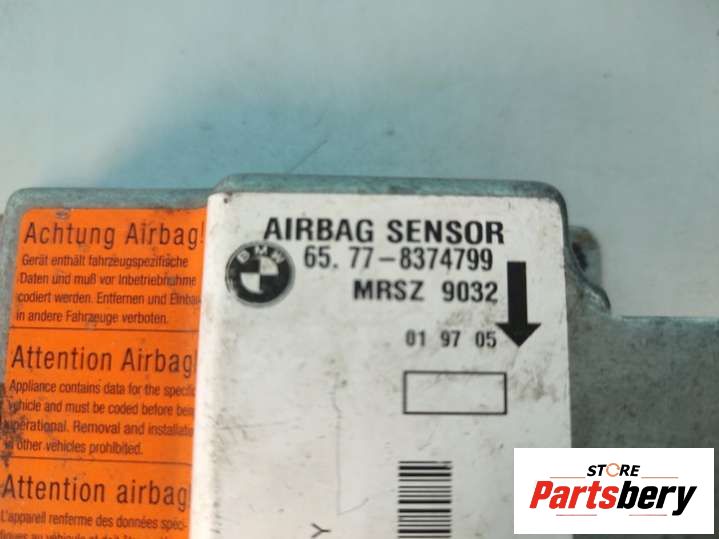 Achtung Airbag!
Gerät enthält fahrzeugspezifische
Daten und muß vor Inbetriebnahme
codiert werden. Entfernen und Einbau
in andere Fahrzeuge verboten.
Attention Airbag!
Appliance contains data for the specific
vehicle and must be coded before being
operational. Removal and installation
in other vehicles prohibited.
Attention airbag!
L'appareil renferme des données spéci-
AIRBAG SENSOR
BMW
65. 77-8374799
MRSZ 9032
01 97 05
Y
STORE
Partsbery